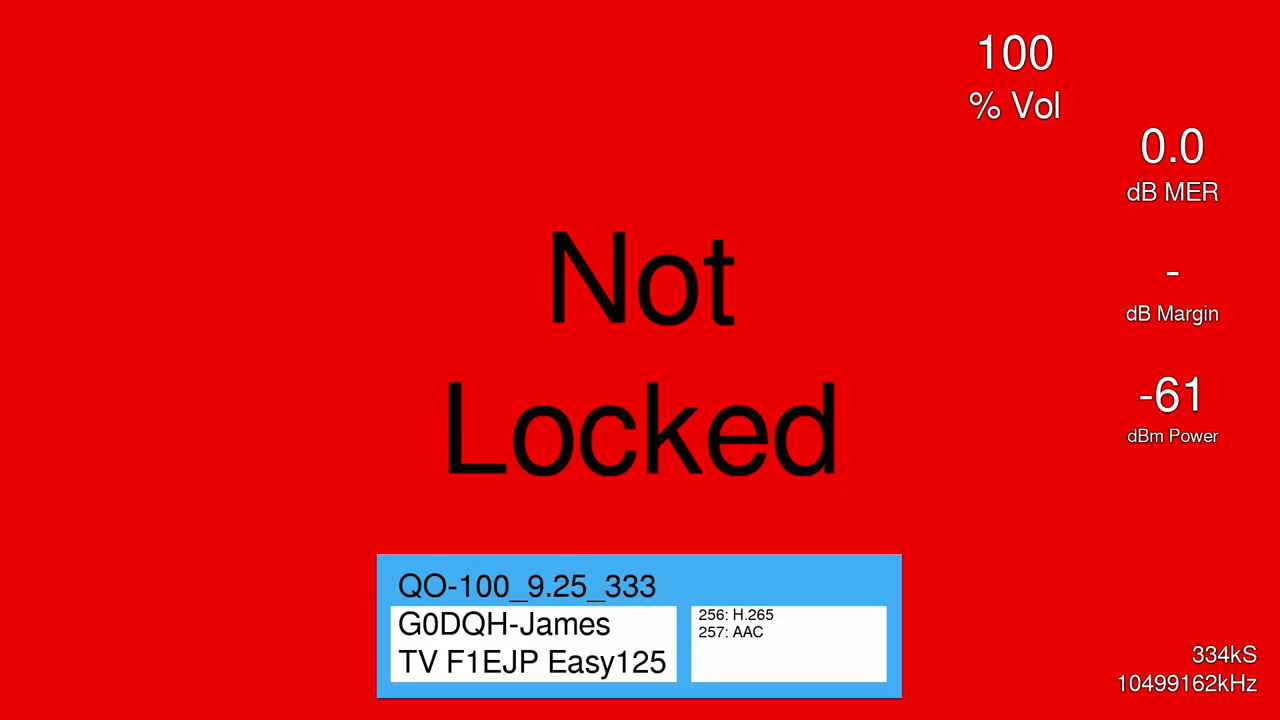 100
% Vol
0.0
dB MER
-
dB Margin
-61
dBm Power
Not
Locked
QO-100_9.25_333
G0DQH-James
TV F1EJP Easy125
256: H.265
257: AAC
334kS
10499162kHz